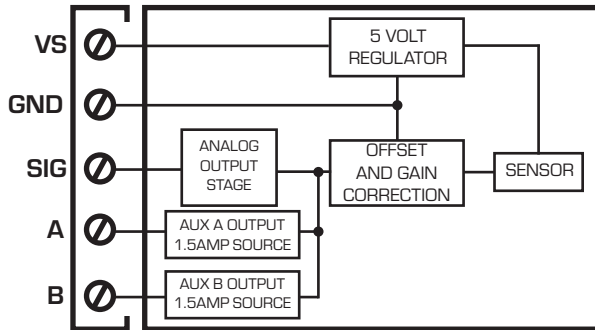 VS
5 VOLT
REGULATOR
GND
SIG
ANALOG
OUTPUT
STAGE
OFFSET
AND GAIN
CORRECTION
SENSOR
A
AUX A OUTPUT
1.5AMP SOURCE
B
AUX B OUTPUT
1.5AMP SOURCE